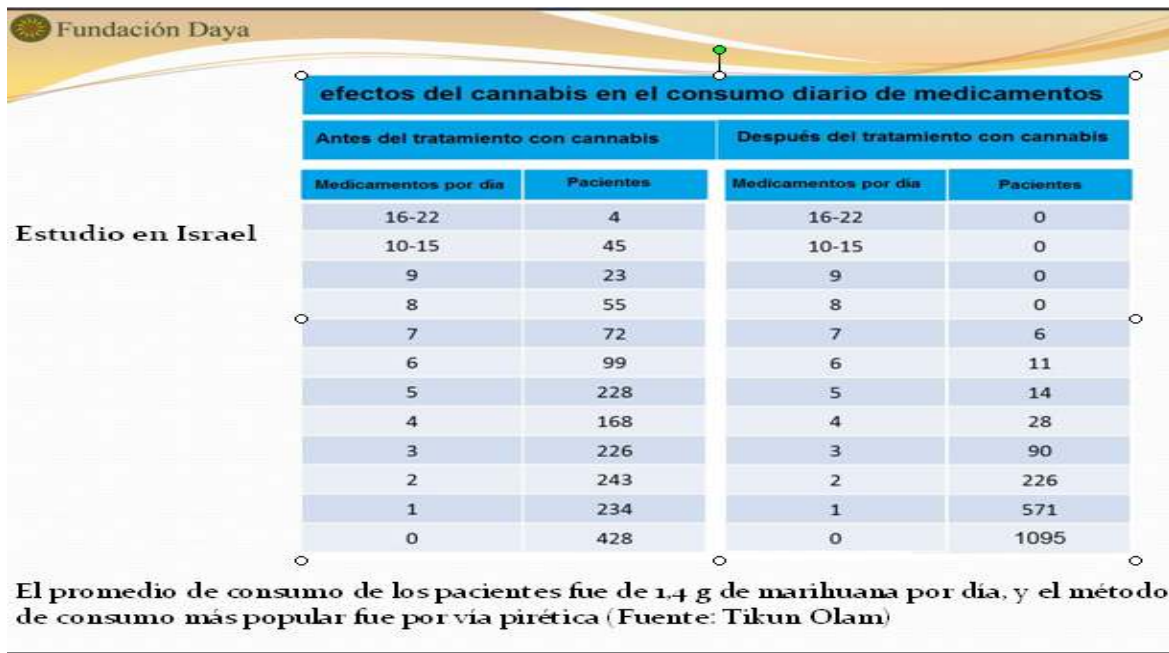 Fundación Daya
efectos del cannabis en el consumo diario de medicamentos
Antes del tratamiento con cannabis Después del tratamiento con cannabis
Medicamentos por día Pacientes Medicamentos por día Pacientes
Estudio en Israel
16-22 4 16-22 0
10-15 45 10-15 0
9 23 9 0
8 55 8 0
7 72 7 6
6 99 6 11
5 228 5 14
4 168 4 28
3 226 3 90
2 243 2 226
1 234 1 571
0 428 0 1095
El promedio de consumo de los pacientes fue de 1,4 g de marihuana por día, y el método
de consumo más popular fue por vía pirética (Fuente: Tikun Olam)